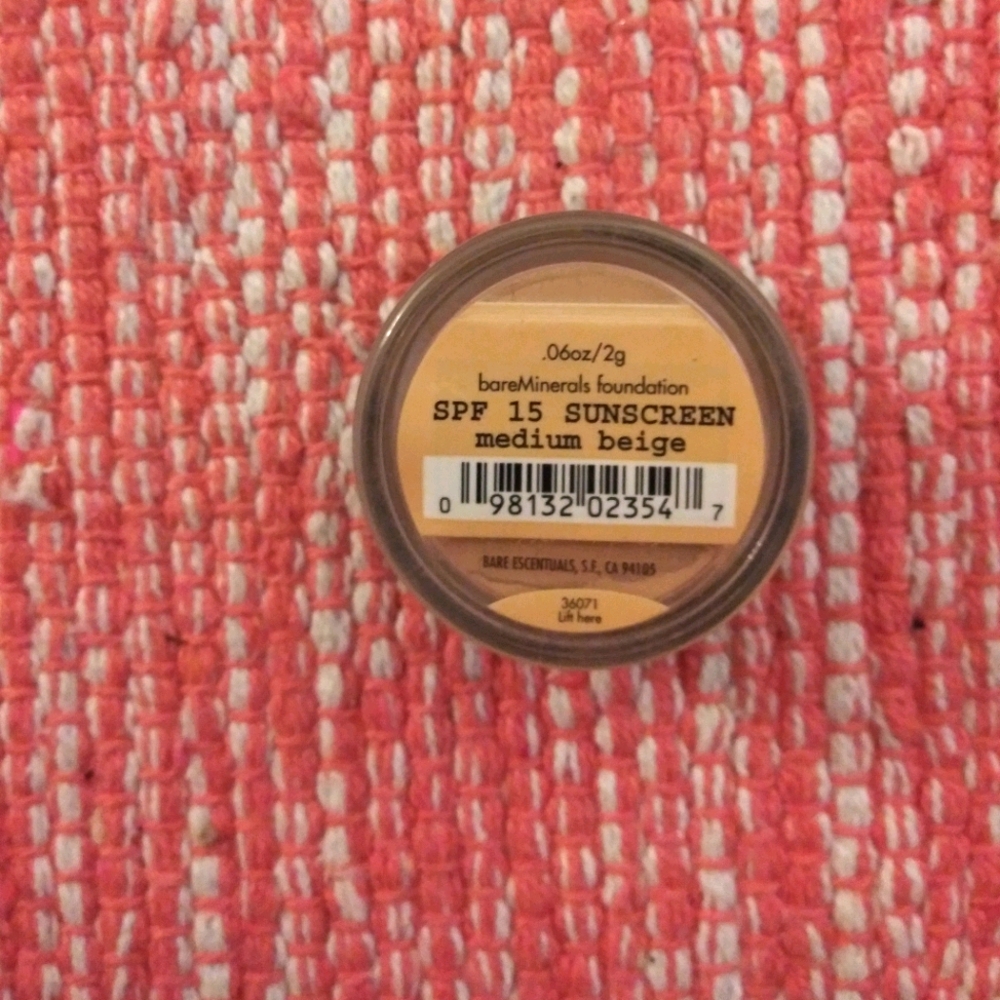 .06oz/2g
bareMinerals foundation
SPF 15 SUNSCREEN
medium beige
0 98132 02354 7
BARE ESCENTUALS, S.F., CA 94105
36071
Lift here